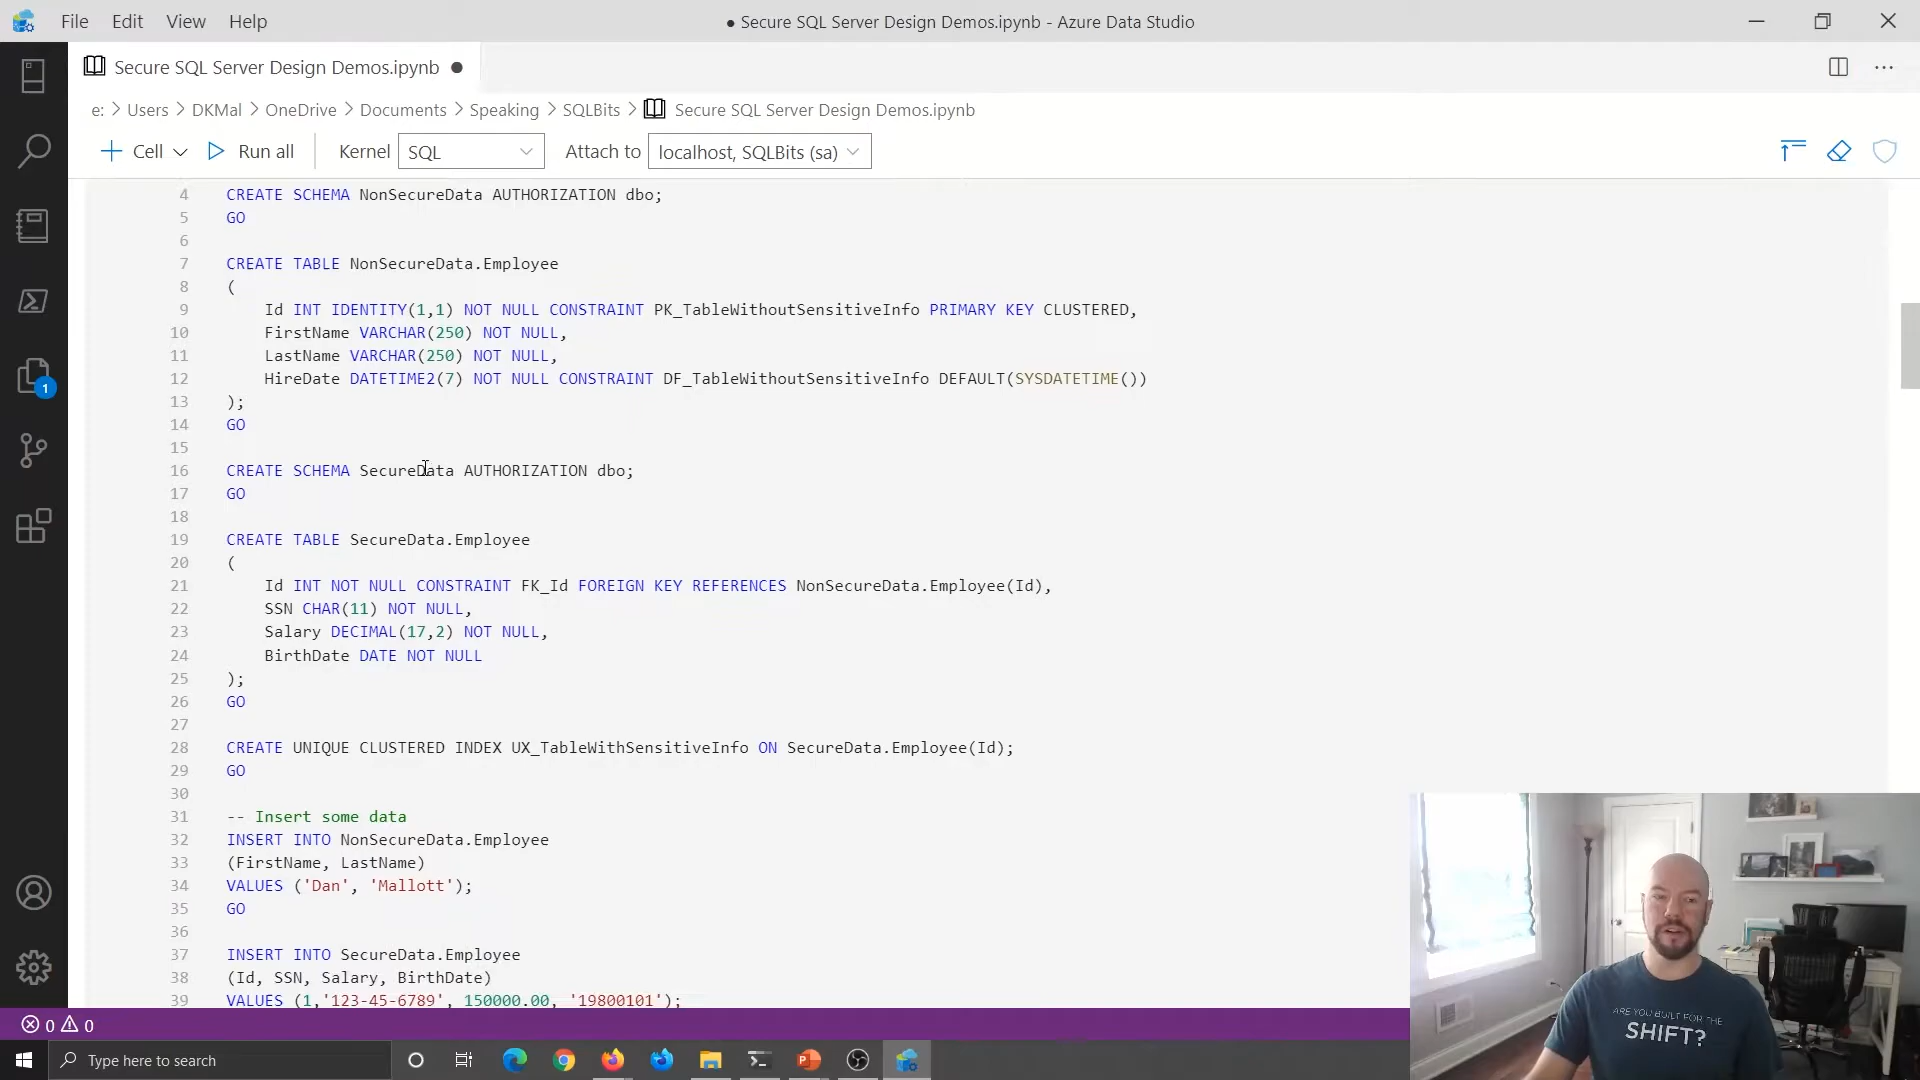 File Edit View Help
● Secure SQL Server Design Demos.ipynb - Azure Data Studio
Secure SQL Server Design Demos.ipynb ●
e: > Users > DKMal > OneDrive > Documents > Speaking > SQLBits > Secure SQL Server Design Demos.ipynb
Cell Run all Kernel SQL Attach to localhost, SQLBits (sa)
4 CREATE SCHEMA NonSecureData AUTHORIZATION dbo;
5 GO
6
7 CREATE TABLE NonSecureData.Employee
8 (
9 Id INT IDENTITY(1,1) NOT NULL CONSTRAINT PK_TableWithoutSensitiveInfo PRIMARY KEY CLUSTERED,
10 FirstName VARCHAR(250) NOT NULL,
11 LastName VARCHAR(250) NOT NULL,
12 HireDate DATETIME2(7) NOT NULL CONSTRAINT DF_TableWithoutSensitiveInfo DEFAULT(SYSDATETIME())
13 );
14 GO
15
16 CREATE SCHEMA SecureData AUTHORIZATION dbo;
17 GO
18
19 CREATE TABLE SecureData.Employee
20 (
21 Id INT NOT NULL CONSTRAINT FK_Id FOREIGN KEY REFERENCES NonSecureData.Employee(Id),
22 SSN CHAR(11) NOT NULL,
23 Salary DECIMAL(17,2) NOT NULL,
24 BirthDate DATE NOT NULL
25 );
26 GO
27
28 CREATE UNIQUE CLUSTERED INDEX UX_TableWithSensitiveInfo ON SecureData.Employee(Id);
29 GO
30
31 -- Insert some data
32 INSERT INTO NonSecureData.Employee
33 (FirstName, LastName)
34 VALUES ('Dan', 'Mallott');
35 GO
36
37 INSERT INTO SecureData.Employee
38 (Id, SSN, Salary, BirthDate)
39 VALUES (1,'123-45-6789', 150000.00, '19800101');
1
ARE YOU BUILT FOR THE
SHIFT?
0 0
Type here to search